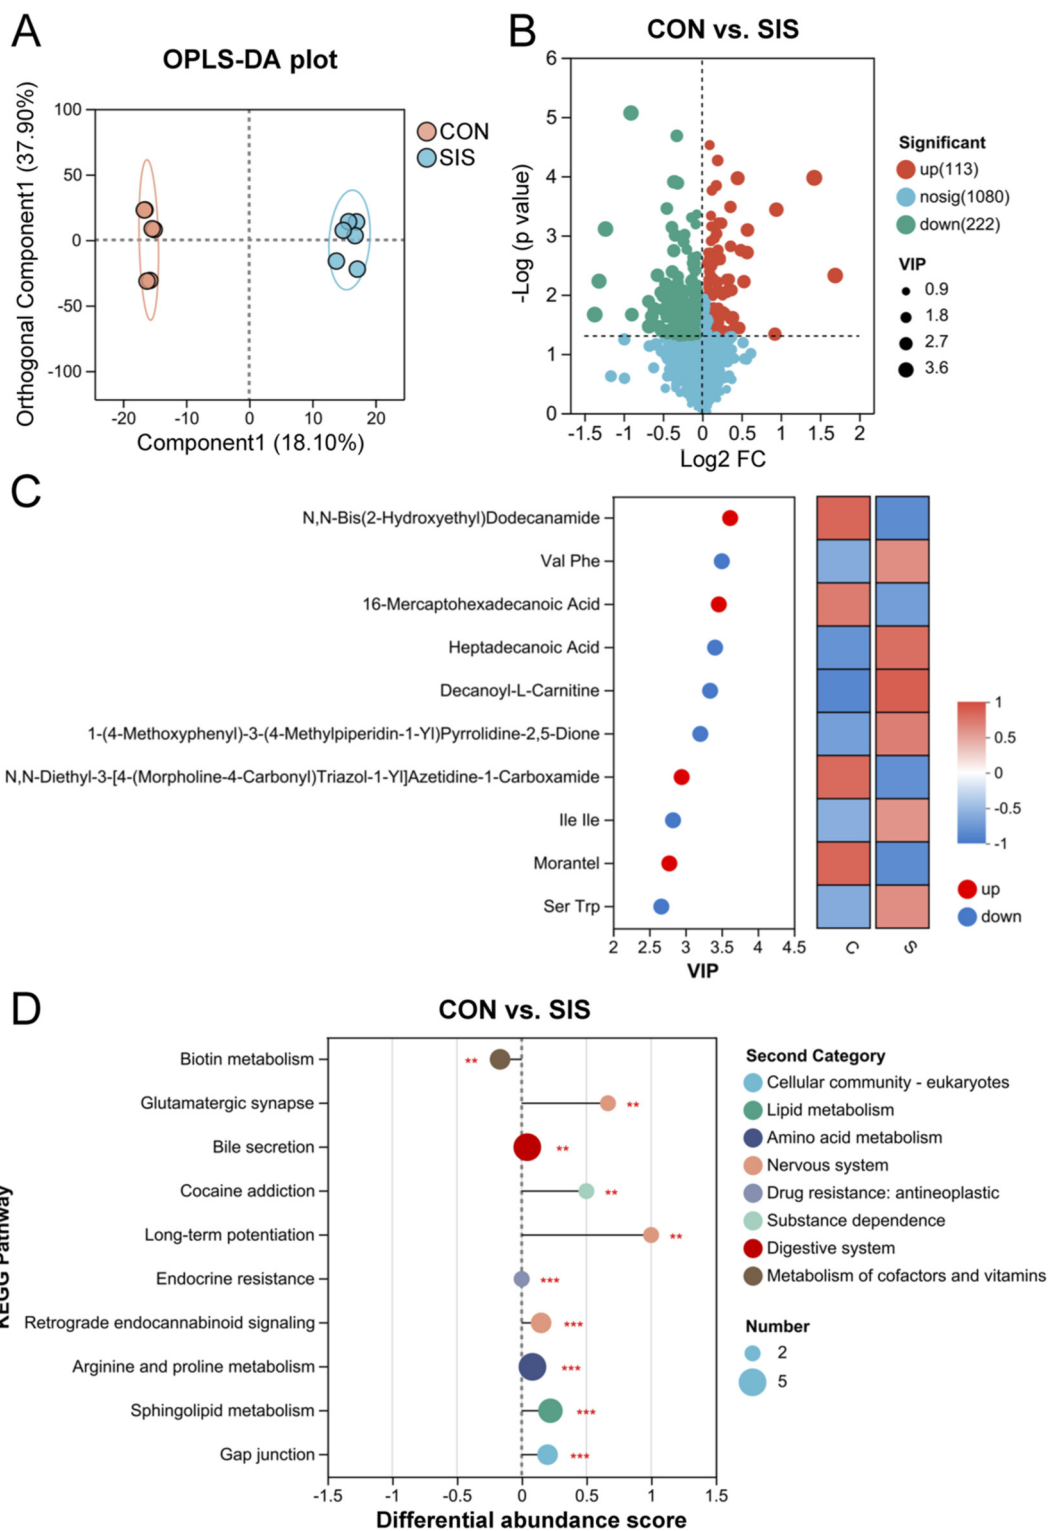 A
OPLS-DA plot
Orthogonal Component1 (37.90%)
100
50
0
-50
-100
-20
-10
0
10
20
Component1 (18.10%)
CON
SIS
B
CON vs. SIS
-Log (p value)
6
5
4
3
2
1
0
-1.5
-1
-0.5
0
0.5
1
1.5
2
Log2 FC
Significant
up(113)
nosig(1080)
down(222)
VIP
0.9
1.8
2.7
3.6
C
N,N-Bis(2-Hydroxyethyl)Dodecanamide
Val Phe
16-Mercaptohexadecanoic Acid
Heptadecanoic Acid
Decanoyl-L-Carnitine
1-(4-Methoxyphenyl)-3-(4-Methylpiperidin-1-Yl)Pyrrolidine-2,5-Dione
N,N-Diethyl-3-[4-(Morpholine-4-Carbonyl)Triazol-1-Yl]Azetidine-1-Carboxamide
Ile Ile
Morantel
Ser Trp
2
2.5
3
3.5
4
4.5
VIP
C
S
1
0.5
0
-0.5
-1
up
down
D
CON vs. SIS
KEGG Pathway
Biotin metabolism
**
Glutamatergic synapse
**
Bile secretion
**
Cocaine addiction
**
Long-term potentiation
**
Endocrine resistance
***
Retrograde endocannabinoid signaling
***
Arginine and proline metabolism
***
Sphingolipid metabolism
***
Gap junction
***
-1.5
-1
-0.5
0
0.5
1
1.5
Differential abundance score
Second Category
Cellular community - eukaryotes
Lipid metabolism
Amino acid metabolism
Nervous system
Drug resistance: antineoplastic
Substance dependence
Digestive system
Metabolism of cofactors and vitamins
Number
2
5